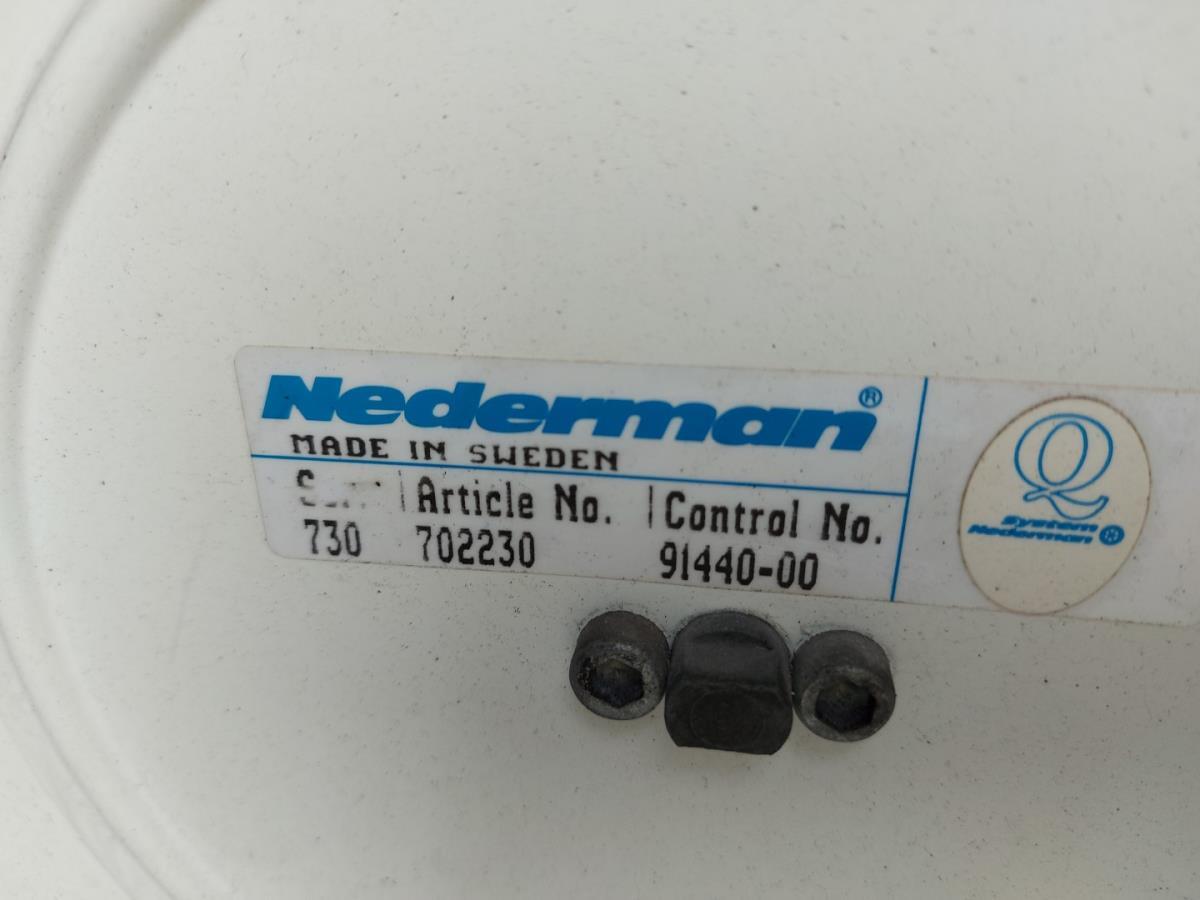 Nederman®
MADE IN SWEDEN
Article No. Control No.
730 702230 91440-00
Q
System
Nederman®